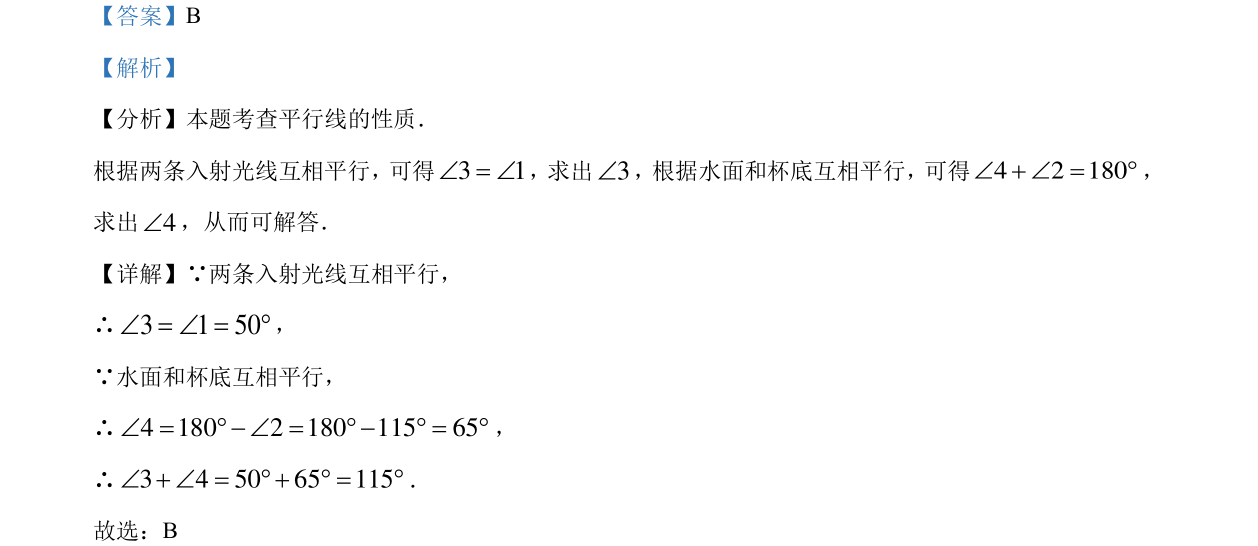 【答案】B
【解析】
【分析】本题考查平行线的性质．
根据两条入射光线互相平行，可得∠3=∠1，求出∠3，根据水面和杯底互相平行，可得∠4+∠2=180°，
求出∠4，从而可解答．
【详解】∵两条入射光线互相平行，
∴∠3=∠1=50°，
∵水面和杯底互相平行，
∴∠4=180°−∠2=180°−115°=65°，
∴∠3+∠4=50°+65°=115°．
故选：B